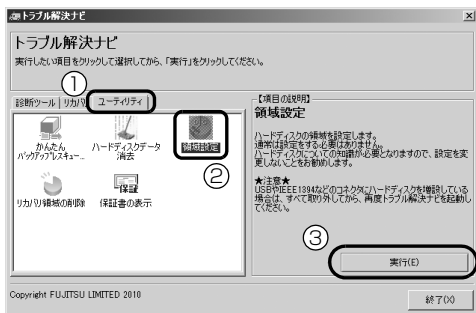 トラブル解決ナビ
トラブル解決ナビ
実行したい項目をクリックして選択してから、「実行」をクリックしてください。
①
診断ツール
リカバリ
ユーティリティ
かんたん
バックアップレスキュー...
ハードディスクデータ
消去
領域設定
②
リカバリ領域の削除
保証
保証書の表示
【項目の説明】
領域設定
ハードディスクの領域を設定します。
通常は設定をする必要はありません。
ハードディスクについての知識が必要となりますので、設定を変
更しないことをお勧めします。
★注意★
USBやIEEE1394などのコネクタにハードディスクを増設している
場合は、すべて取り外してから、再度トラブル解決ナビを起動し
てください。
③
実行(E)
Copyright FUJITSU LIMITED 2010
終了(X)